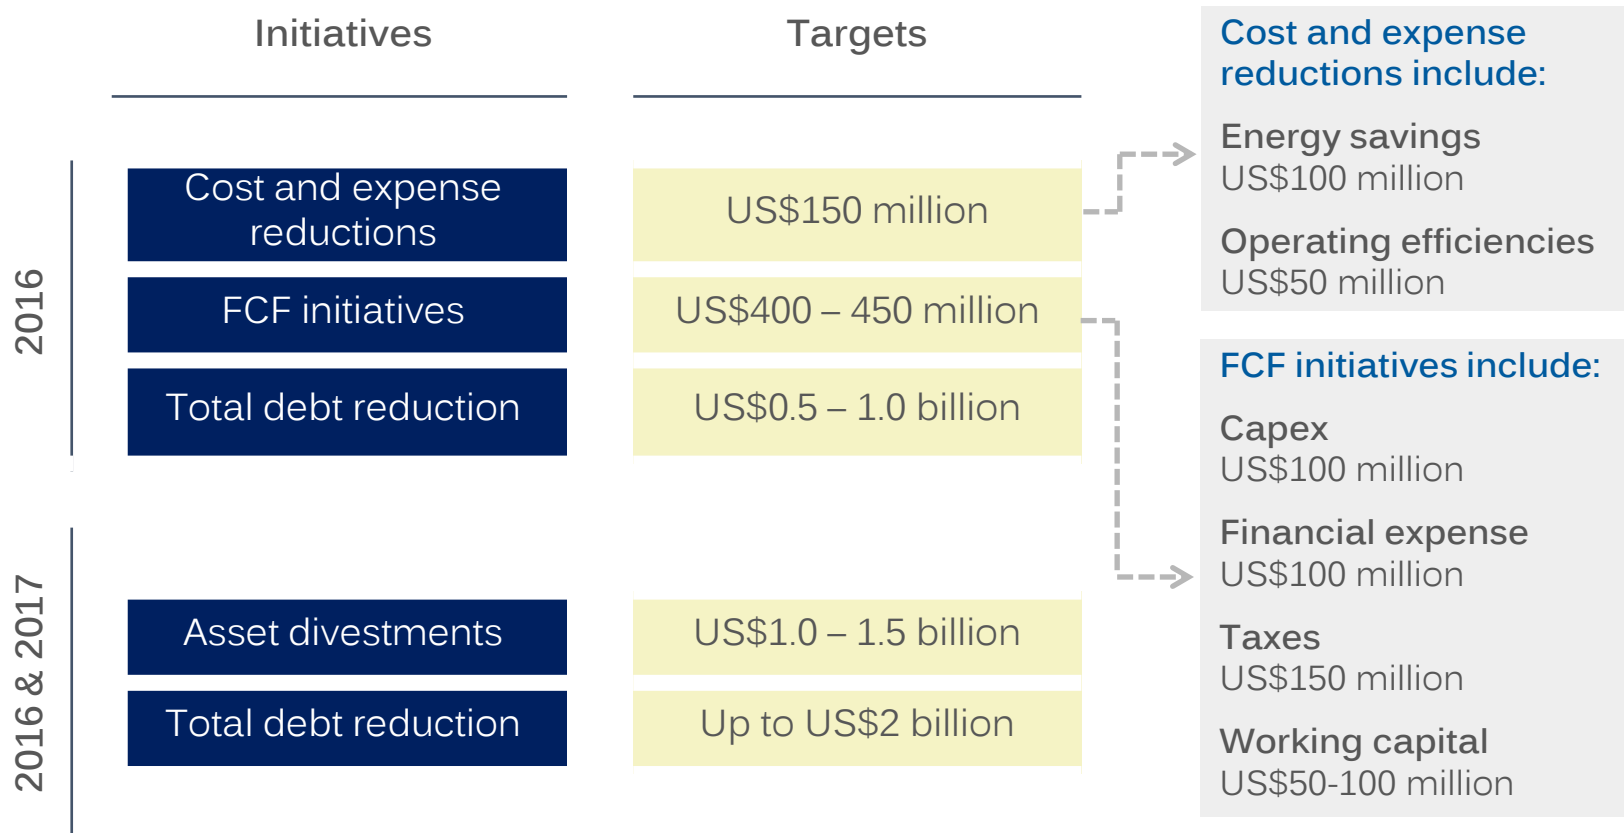 Initiatives
Targets
2016
Cost and expense
reductions
US$150 million
FCF initiatives
US$400 – 450 million
Total debt reduction
US$0.5 – 1.0 billion
2016 & 2017
Asset divestments
US$1.0 – 1.5 billion
Total debt reduction
Up to US$2 billion
Cost and expense
reductions include:
Energy savings
US$100 million
Operating efficiencies
US$50 million
FCF initiatives include:
Capex
US$100 million
Financial expense
US$100 million
Taxes
US$150 million
Working capital
US$50-100 million